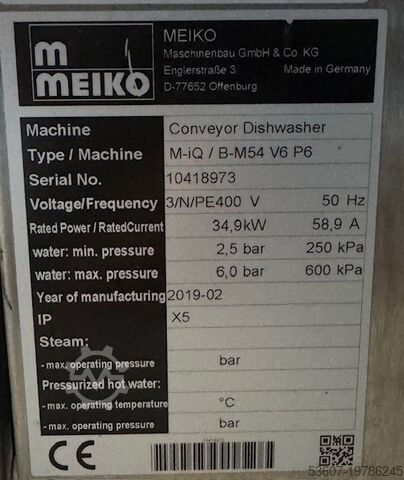 m
MEIKO
MEIKO
Maschinenbau GmbH & Co. KG
Englerstraße 3 Made in Germany
D-77652 Offenburg
Machine Conveyor Dishwasher
Type / Machine M-iQ / B-M54 V6 P6
Serial No. 10418973
Voltage/Frequency 3/N/PE400 V 50 Hz
Rated Power / RatedCurrent 34,9kW 58,9 A
water: min. pressure 2,5 bar 250 kPa
water: max. pressure 6,0 bar 600 kPa
Year of manufacturing 2019-02
IP X5
Steam:
- max. operating pressure bar
Pressurized hot water:
- max. operating temperature °C
- max. operating pressure bar
CE
10418973
53607-19786245